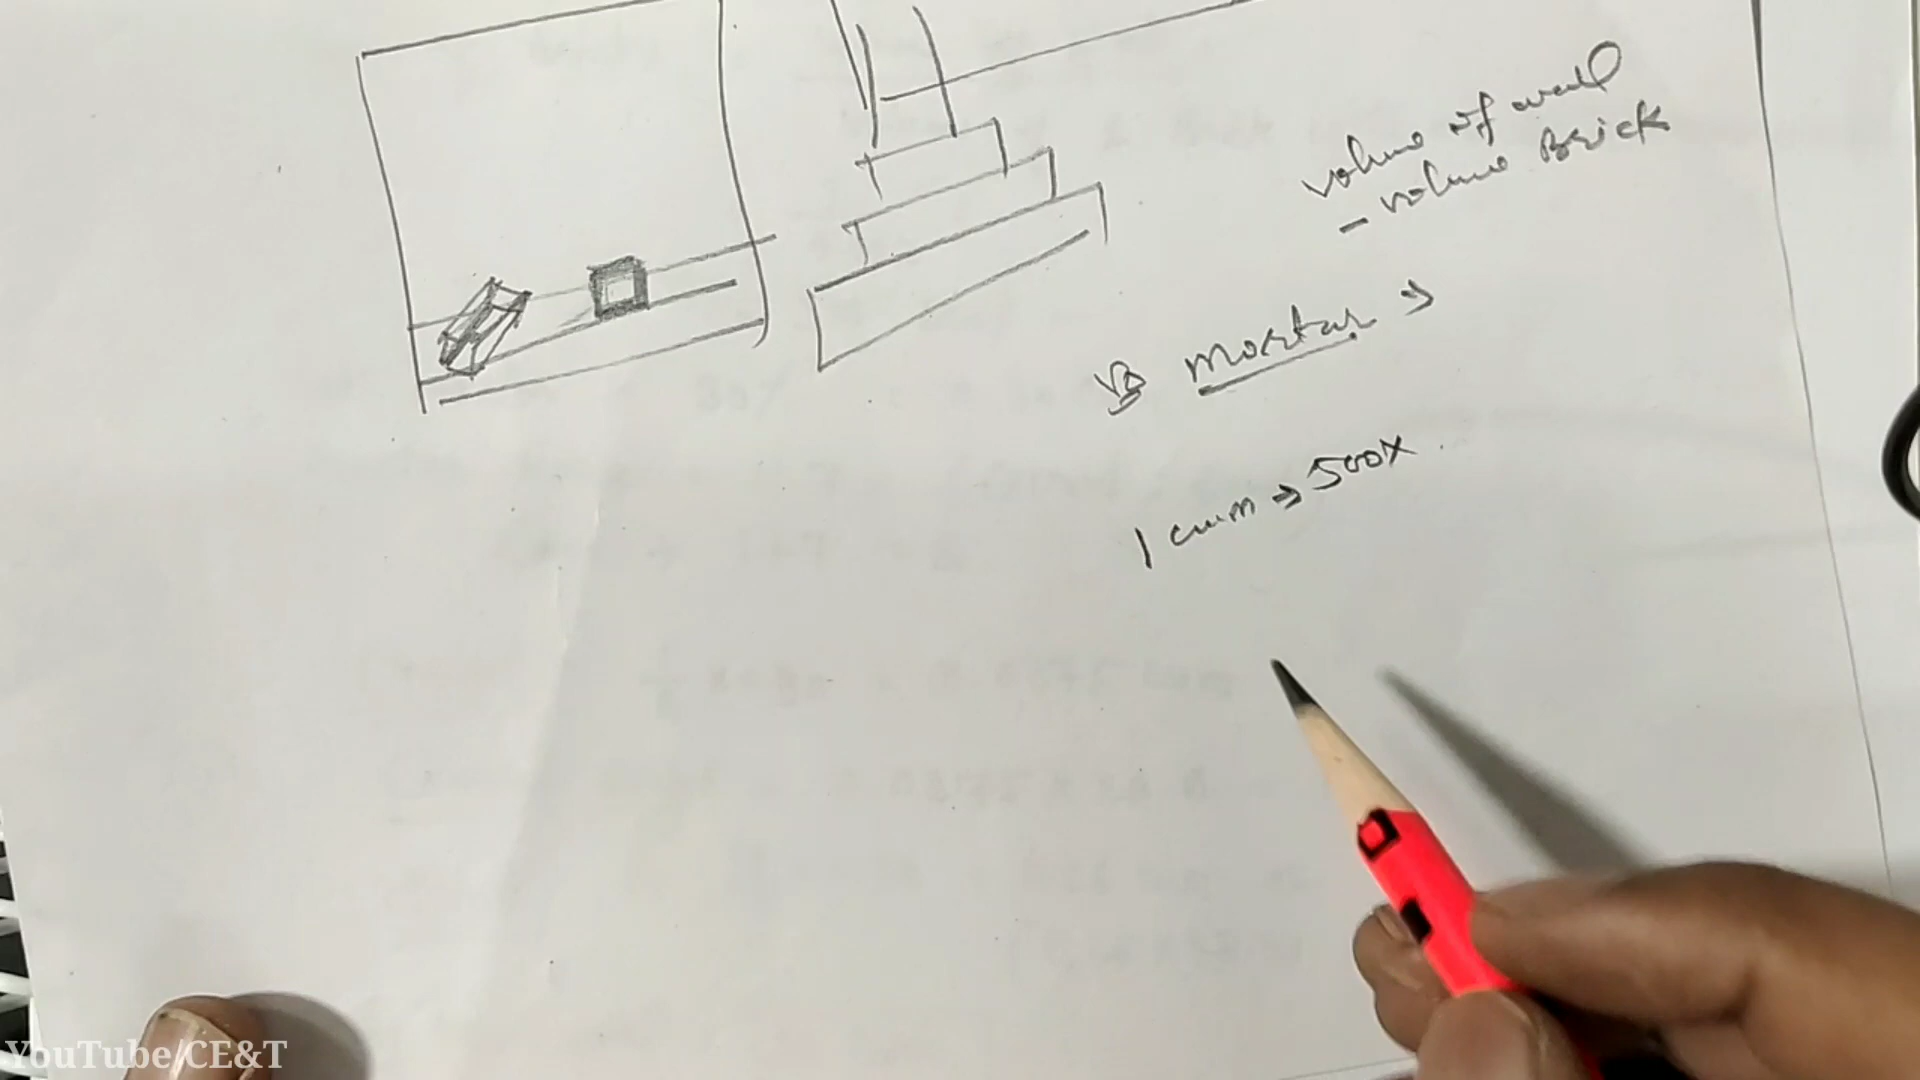 volume of wall
- volume Brick
mortar →
1 cum → 500x
YouTube/CE&T